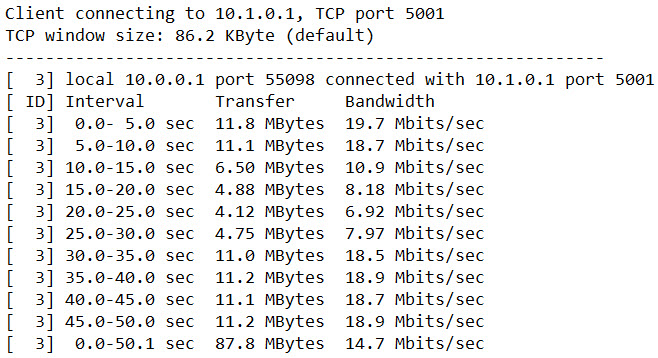 Client connecting to 10.1.0.1, TCP port 5001
TCP window size: 86.2 KByte (default)
------------------------------------------------------------
[  3] local 10.0.0.1 port 55098 connected with 10.1.0.1 port 5001
[ ID] Interval       Transfer     Bandwidth
[  3]  0.0- 5.0 sec  11.8 MBytes  19.7 Mbits/sec
[  3]  5.0-10.0 sec  11.1 MBytes  18.7 Mbits/sec
[  3] 10.0-15.0 sec  6.50 MBytes  10.9 Mbits/sec
[  3] 15.0-20.0 sec  4.88 MBytes  8.18 Mbits/sec
[  3] 20.0-25.0 sec  4.12 MBytes  6.92 Mbits/sec
[  3] 25.0-30.0 sec  4.75 MBytes  7.97 Mbits/sec
[  3] 30.0-35.0 sec  11.0 MBytes  18.5 Mbits/sec
[  3] 35.0-40.0 sec  11.2 MBytes  18.9 Mbits/sec
[  3] 40.0-45.0 sec  11.1 MBytes  18.7 Mbits/sec
[  3] 45.0-50.0 sec  11.2 MBytes  18.9 Mbits/sec
[  3]  0.0-50.1 sec  87.8 MBytes  14.7 Mbits/sec